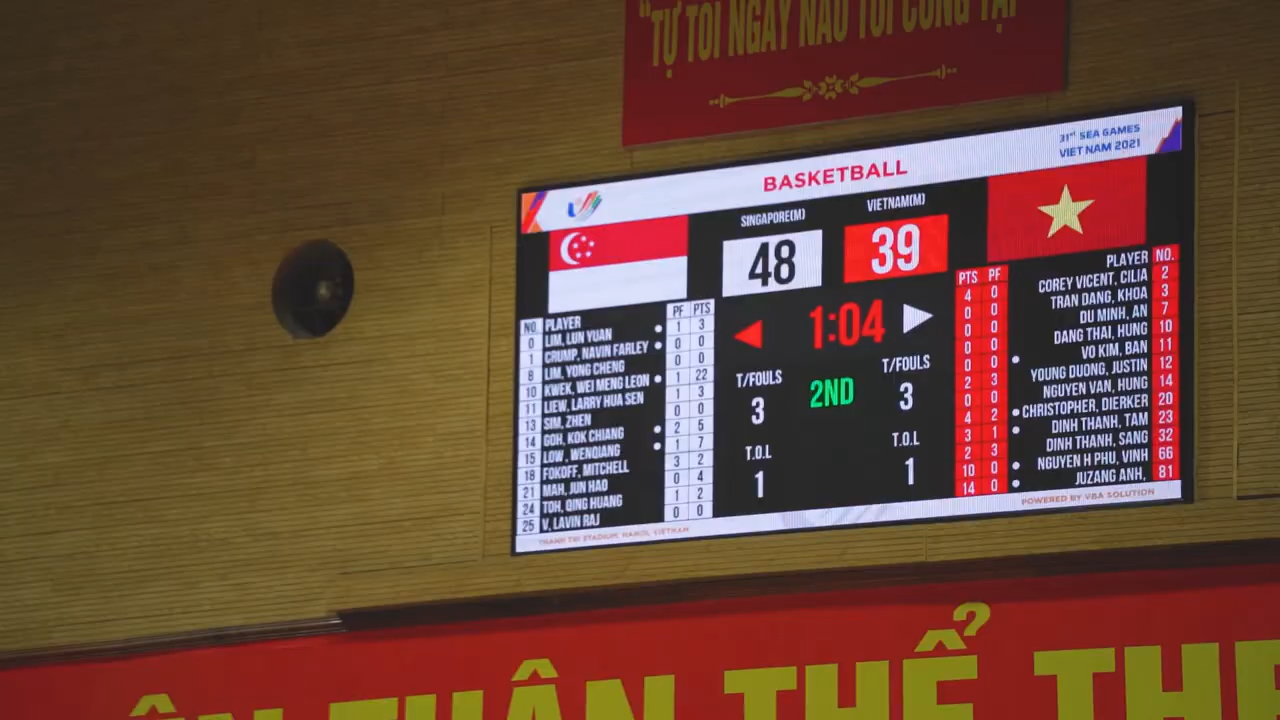 "TỰ TÔI NGÀY NÀO TÔI CŨNG TẬP
31st SEA GAMES
VIET NAM 2021
BASKETBALL
SINGAPORE(M)
VIETNAM(M)
48
39
1:04
2ND
T/FOULS
3
T/FOULS
3
T.O.L
1
T.O.L
1
NO. PLAYER PF PTS
0 LIM, LUN YUAN 1 3
1 CRUMP, NAVIN FARLEY 0 0
8 LIM, YONG CHENG 0 0
10 KWEK, WEI MENG LEON 1 22
11 LIEW, LARRY HUA SEN 1 3
13 SIM, ZHEN 0 0
14 GOH, KOK CHIANG 2 5
15 LOW , WENQIANG 1 7
18 FOKOFF, MITCHELL 3 2
21 MAH, JUN HAO 0 4
24 TOH, QING HUANG 1 2
25 V, LAVIN RAJ 0 0
PTS PF PLAYER NO.
4 0 COREY VICENT, CILIA 2
0 0 TRAN DANG, KHOA 3
0 0 DU MINH, AN 7
0 0 DANG THAI, HUNG 10
0 0 VO KIM, BAN 11
2 3 YOUNG DUONG, JUSTIN 12
0 0 NGUYEN VAN, HUNG 14
4 2 CHRISTOPHER, DIERKER 20
3 1 DINH THANH, TAM 23
2 3 DINH THANH, SANG 32
10 0 NGUYEN H PHU, VINH 66
14 0 JUZANG ANH, 81
THANH TRI STADIUM, HANOI, VIETNAM
POWERED BY VBA SOLUTION
THÂN THỂ THE